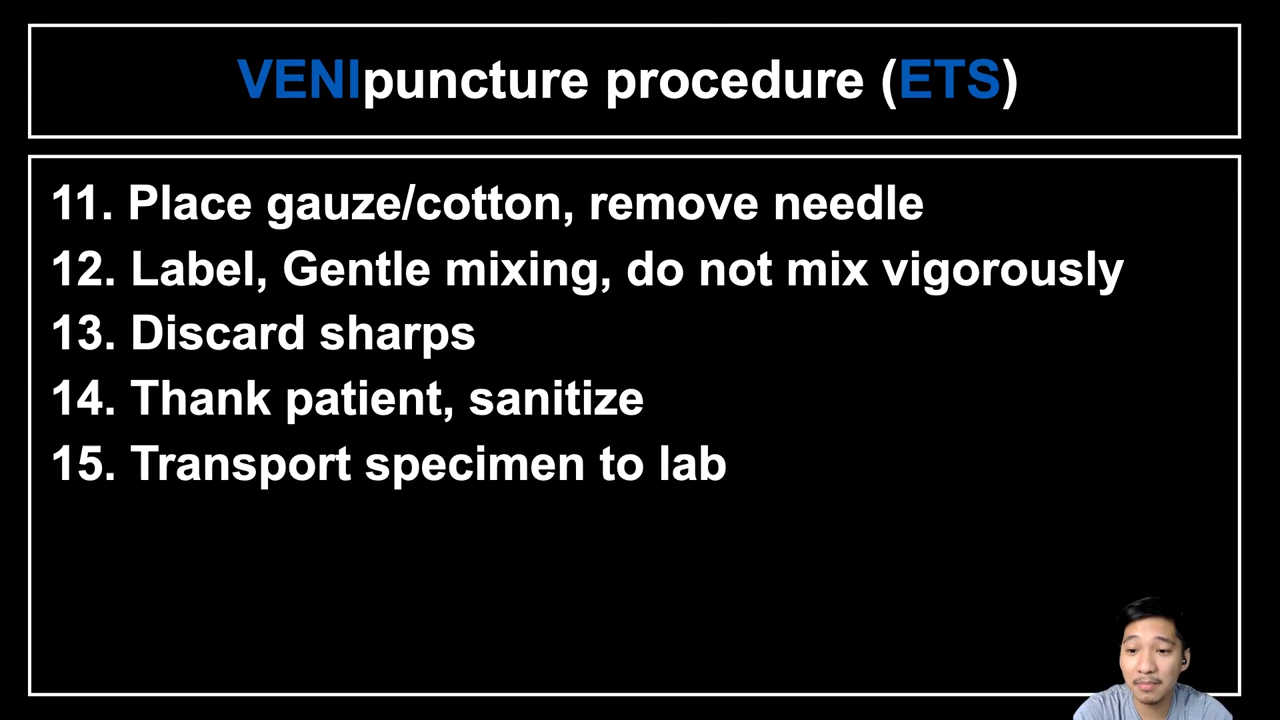 VENIpuncture procedure (ETS)
11. Place gauze/cotton, remove needle
12. Label, Gentle mixing, do not mix vigorously
13. Discard sharps
14. Thank patient, sanitize
15. Transport specimen to lab